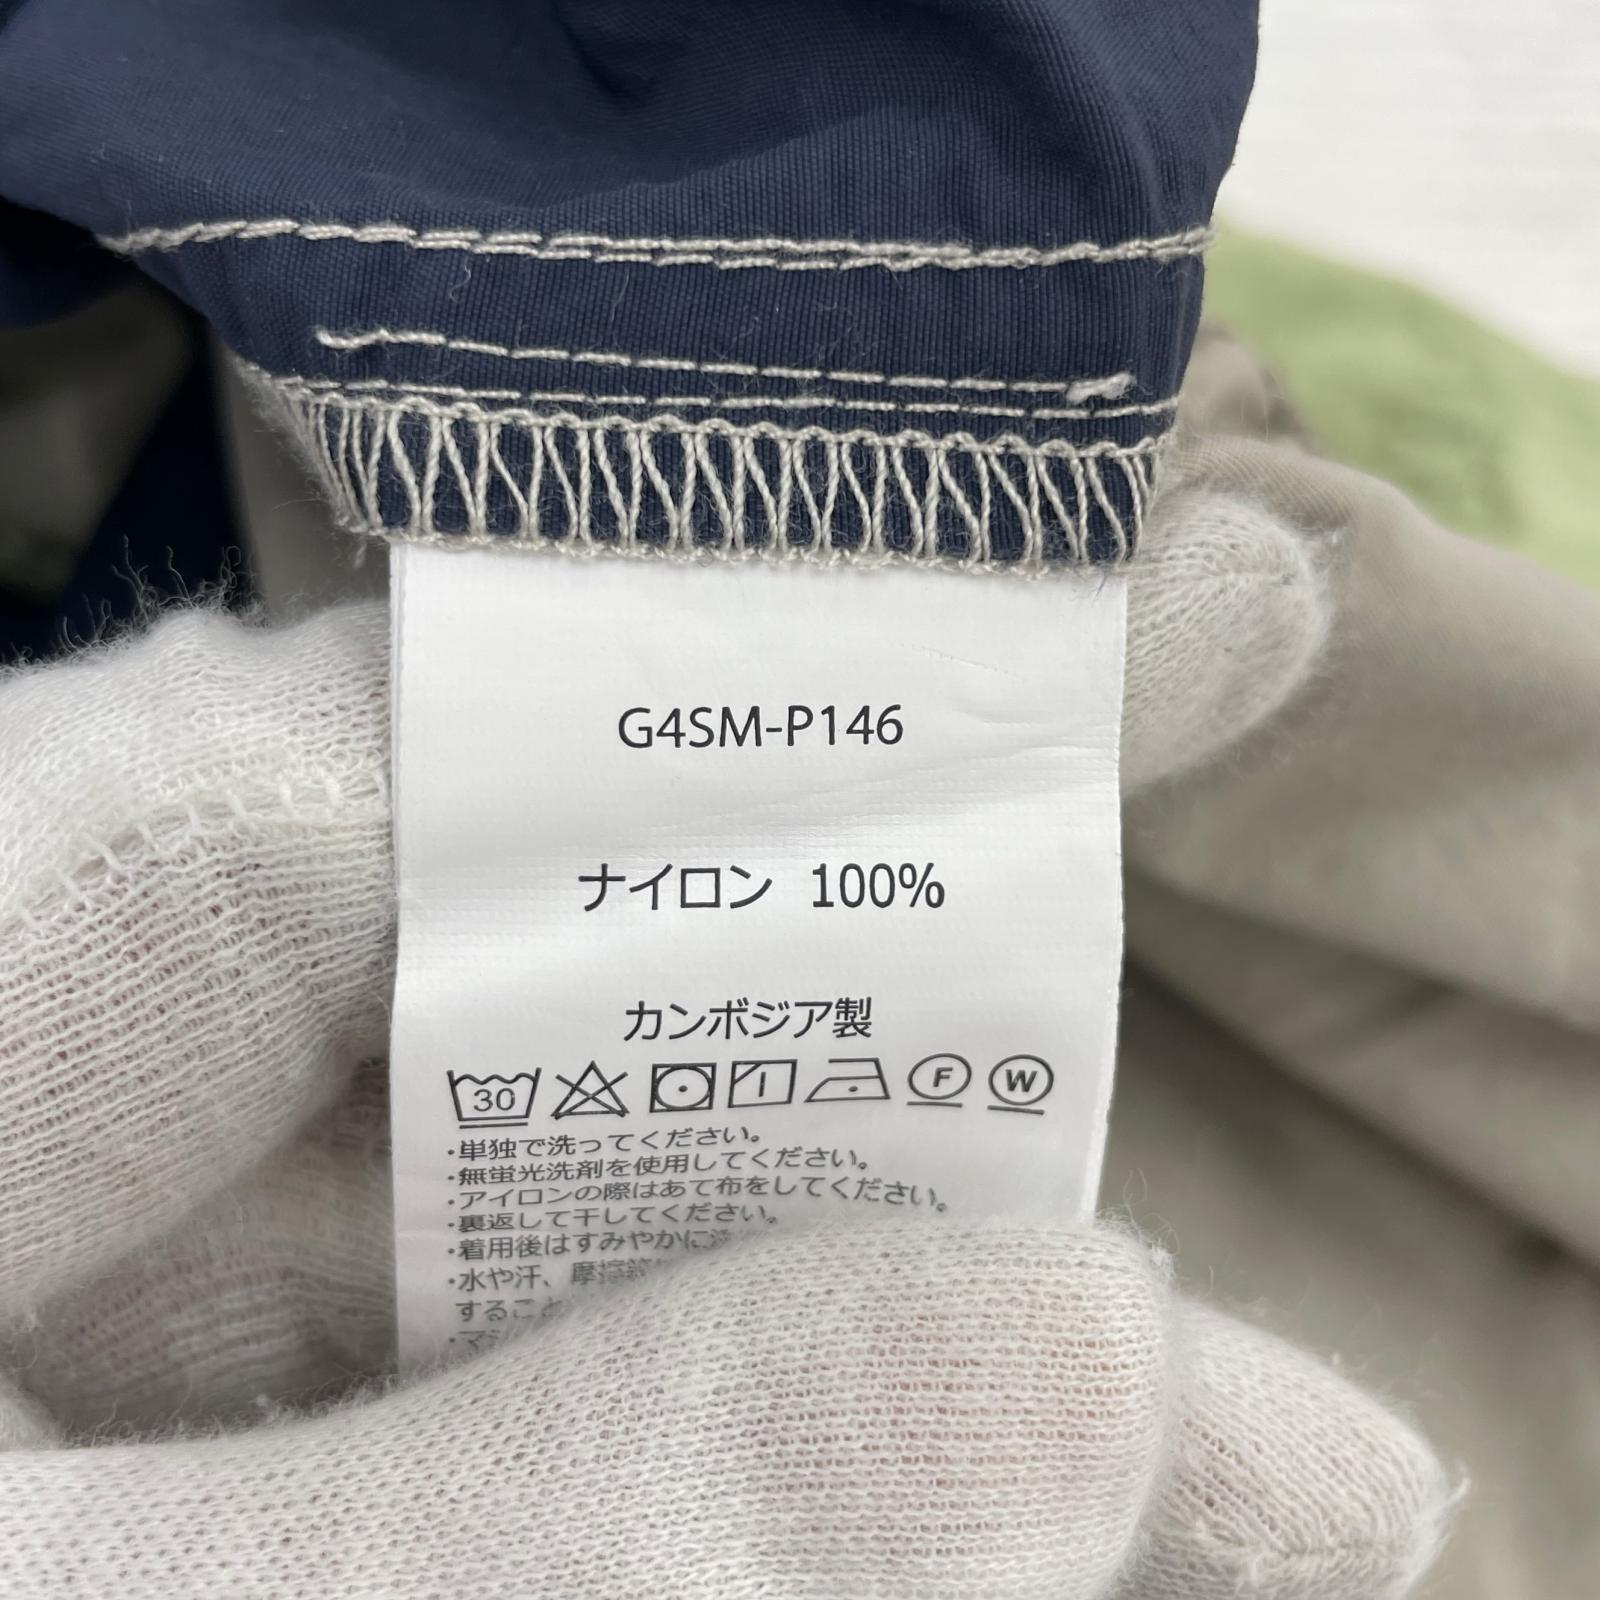 G4SM-P146
ナイロン 100%
カンボジア製
30 F W
・単独で洗ってください。
・無蛍光洗剤を使用してください。
・アイロンの際はあて布をしてください。
・裏返して干してください。
・着用後はすみやかに洗
・水や汗、摩擦等
すること
・マ